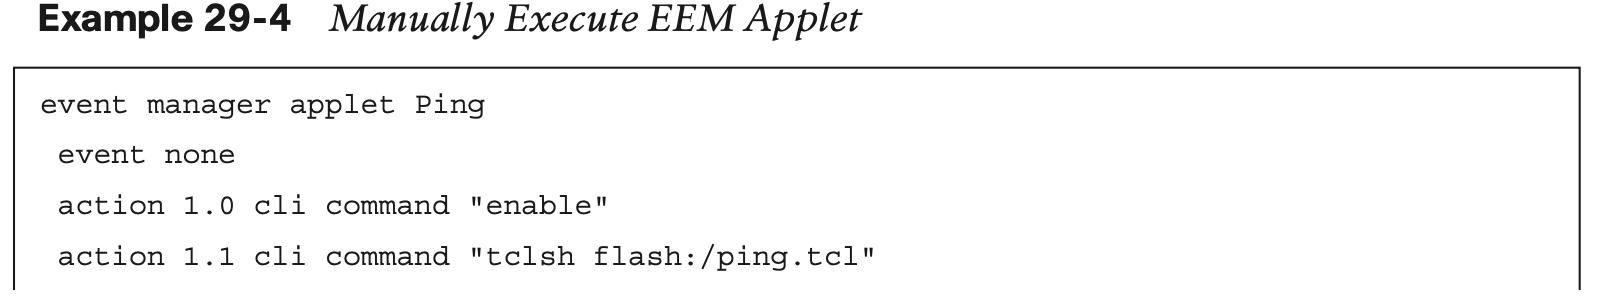 Example 29-4 Manually Execute EEM Applet
event manager applet Ping
event none
action 1.0 cli command "enable"
action 1.1 cli command "tclsh flash:/ping.tcl"